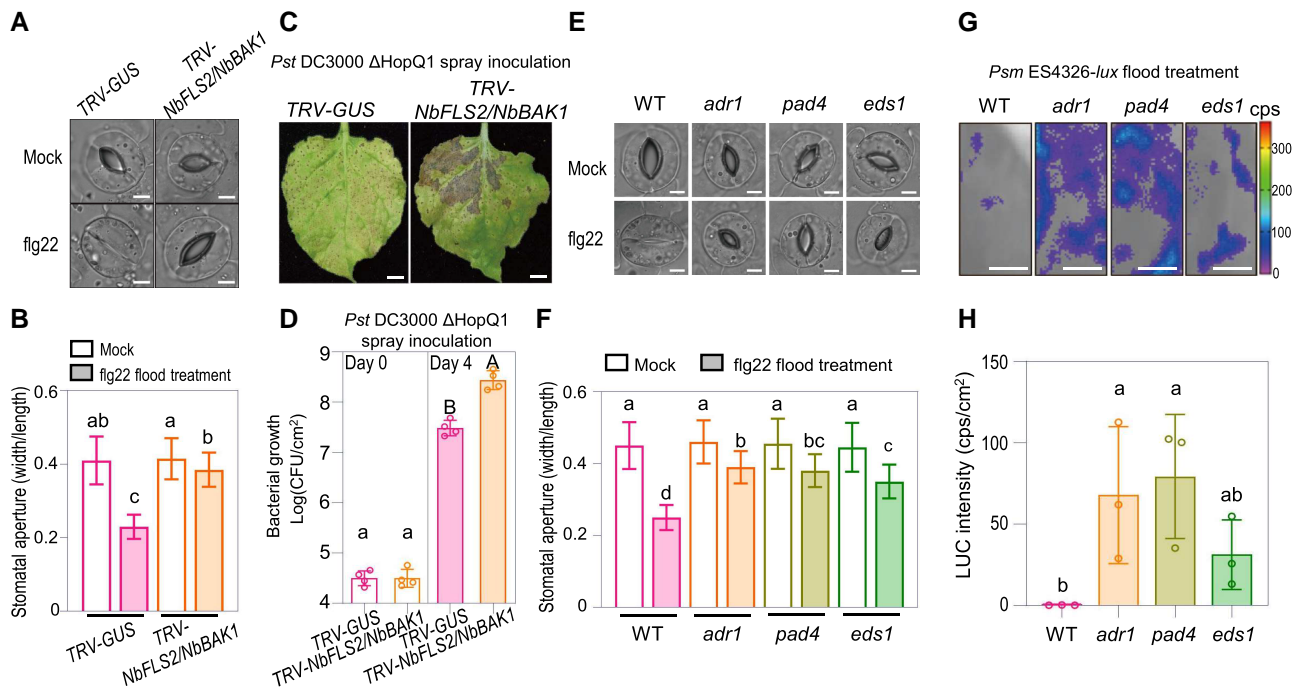 A
TRV-GUS
TRV-
NbFLS2/NbBAK1
Mock
flg22
B
Mock
flg22 flood treatment
Stomatal aperture (width/length)
0.6
0.4
0.2
0
ab
c
a
b
TRV-GUS
TRV-
NbFLS2/NbBAK1
C
Pst DC3000 ΔHopQ1 spray inoculation
TRV-GUS
TRV-
NbFLS2/NbBAK1
D
Pst DC3000 ΔHopQ1
spray inoculation
Bacterial growth
Log(CFU/cm²)
9
8
7
6
5
4
Day 0
Day 4
a
a
B
A
TRV-GUS
TRV-NbFLS2/NbBAK1
TRV-GUS
TRV-NbFLS2/NbBAK1
E
WT
adr1
pad4
eds1
Mock
flg22
F
Mock
flg22 flood treatment
Stomatal aperture (width/length)
0.6
0.4
0.2
0
a
d
a
b
a
bc
a
c
WT
adr1
pad4
eds1
G
Psm ES4326-lux flood treatment
WT
adr1
pad4
eds1
cps
300
200
100
0
H
LUC intensity (cps/cm²)
150
100
50
0
b
a
a
ab
WT
adr1
pad4
eds1